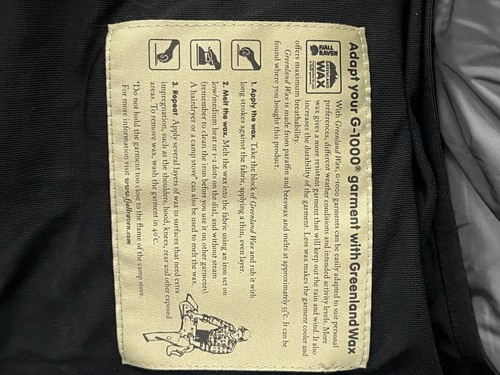 Adapt your G-1000® garment with Greenland Wax
FJÄLL
RÄVEN
WAX
With Greenland Wax, G-1000 garments can be easily adapted to suit personal
preferences, different weather conditions and intended activity levels. More
wax gives a more resistant garment that will keep out the rain and wind. It also
increases the durability of the garment. Less wax makes the garment cooler and
offers maximum breathability.
Greenland Wax is made from paraffin and beeswax and melts at approximately 55°C. It can be
found where you bought this product.
1. Apply the wax. Take the block of Greenland Wax and rub it with
long strokes against the fabric, applying a thin, even layer.
2. Melt the wax. Melt the wax into the fabric using an iron set on
low/medium heat or 1-2 dots on the dial, and without steam
(remember to clean the iron before you use it on other garments)
A hairdryer or a camp stove* can also be used to melt the wax.
3. Repeat. Apply several layers of wax to surfaces that need extra
impregnation, such as the shoulders, hood, knees, rear and other exposed
areas. To remove wax, wash the garment in 40°C.
*Do not hold the garment too close to the flame of the camp stove.
For more information visit www.fjallraven.com